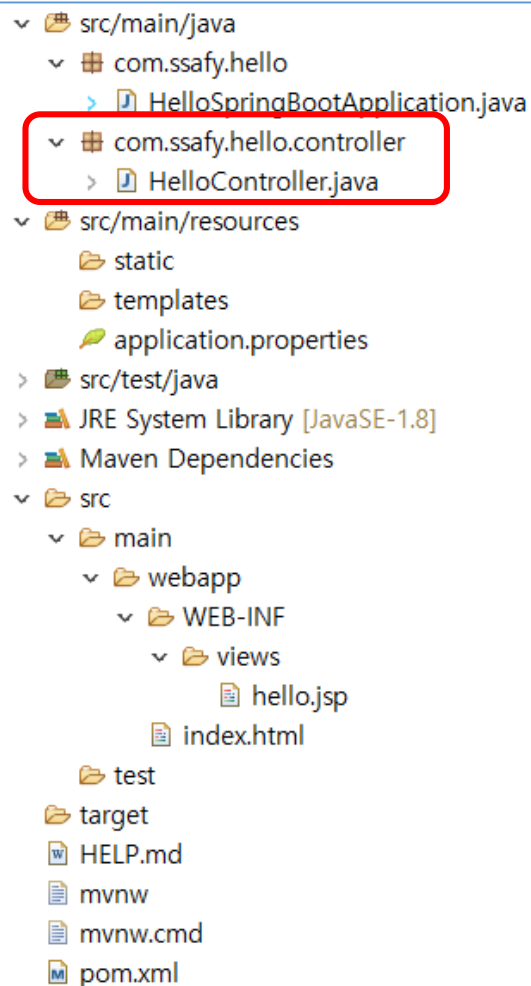 src/main/java
com.ssafy.hello
HelloSpringBootApplication.java
com.ssafy.hello.controller
HelloController.java
src/main/resources
static
templates
application.properties
src/test/java
JRE System Library [JavaSE-1.8]
Maven Dependencies
src
main
webapp
WEB-INF
views
hello.jsp
index.html
test
target
HELP.md
mvnw
mvnw.cmd
pom.xml